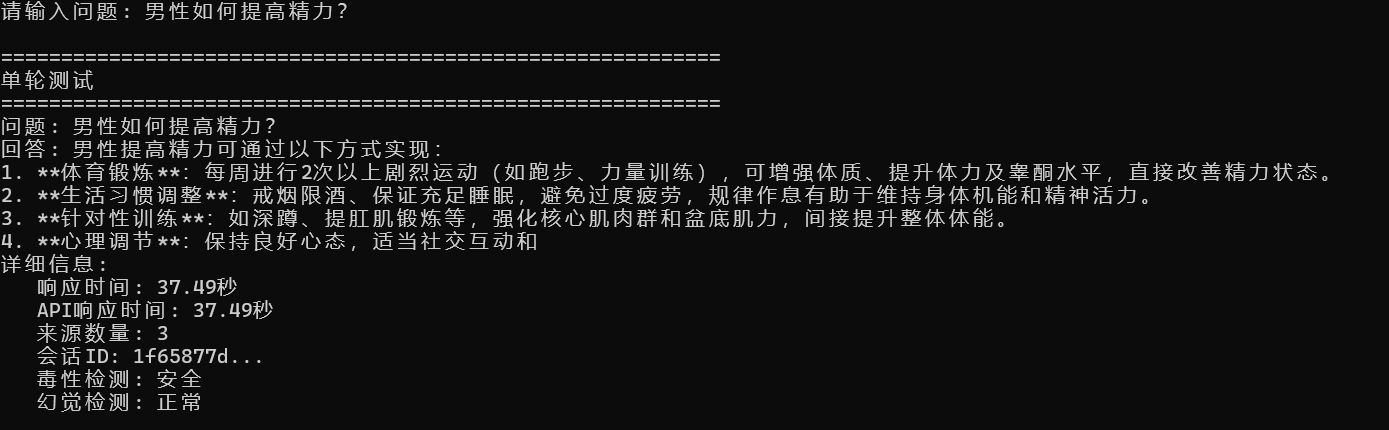 请输入问题: 男性如何提高精力?
============================================================
单轮测试
============================================================
问题: 男性如何提高精力?
回答: 男性提高精力可通过以下方式实现:
1. **体育锻炼**: 每周进行2次以上剧烈运动（如跑步、力量训练），可增强体质、提升体力及睾酮水平，直接改善精力状态。
2. **生活习惯调整**: 戒烟限酒、保证充足睡眠，避免过度疲劳，规律作息有助于维持身体机能和精神活力。
3. **针对性训练**: 如深蹲、提肛肌锻炼等，强化核心肌肉群和盆底肌力，间接提升整体体能。
4. **心理调节**: 保持良好心态，适当社交互动和
详细信息:
响应时间: 37.49秒
API响应时间: 37.49秒
来源数量: 3
会话ID: 1f65877d...
毒性检测: 安全
幻觉检测: 正常